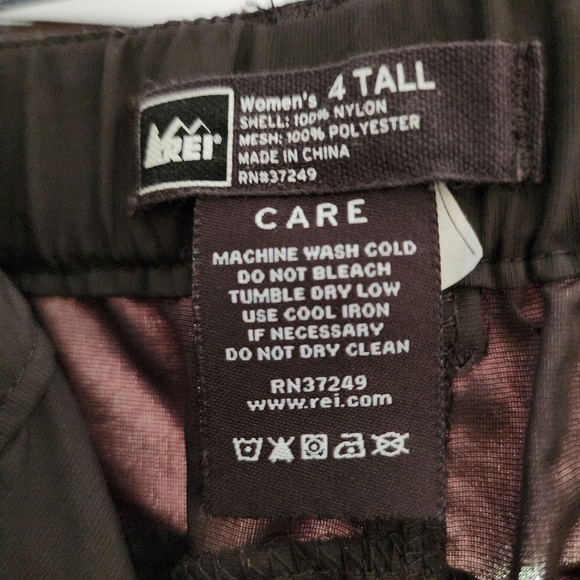 REI®
Women's 4 TALL
SHELL: 100% NYLON
MESH: 100% POLYESTER
MADE IN CHINA
RN#37249
CARE
MACHINE WASH COLD
DO NOT BLEACH
TUMBLE DRY LOW
USE COOL IRON
IF NECESSARY
DO NOT DRY CLEAN
RN37249
www.rei.com